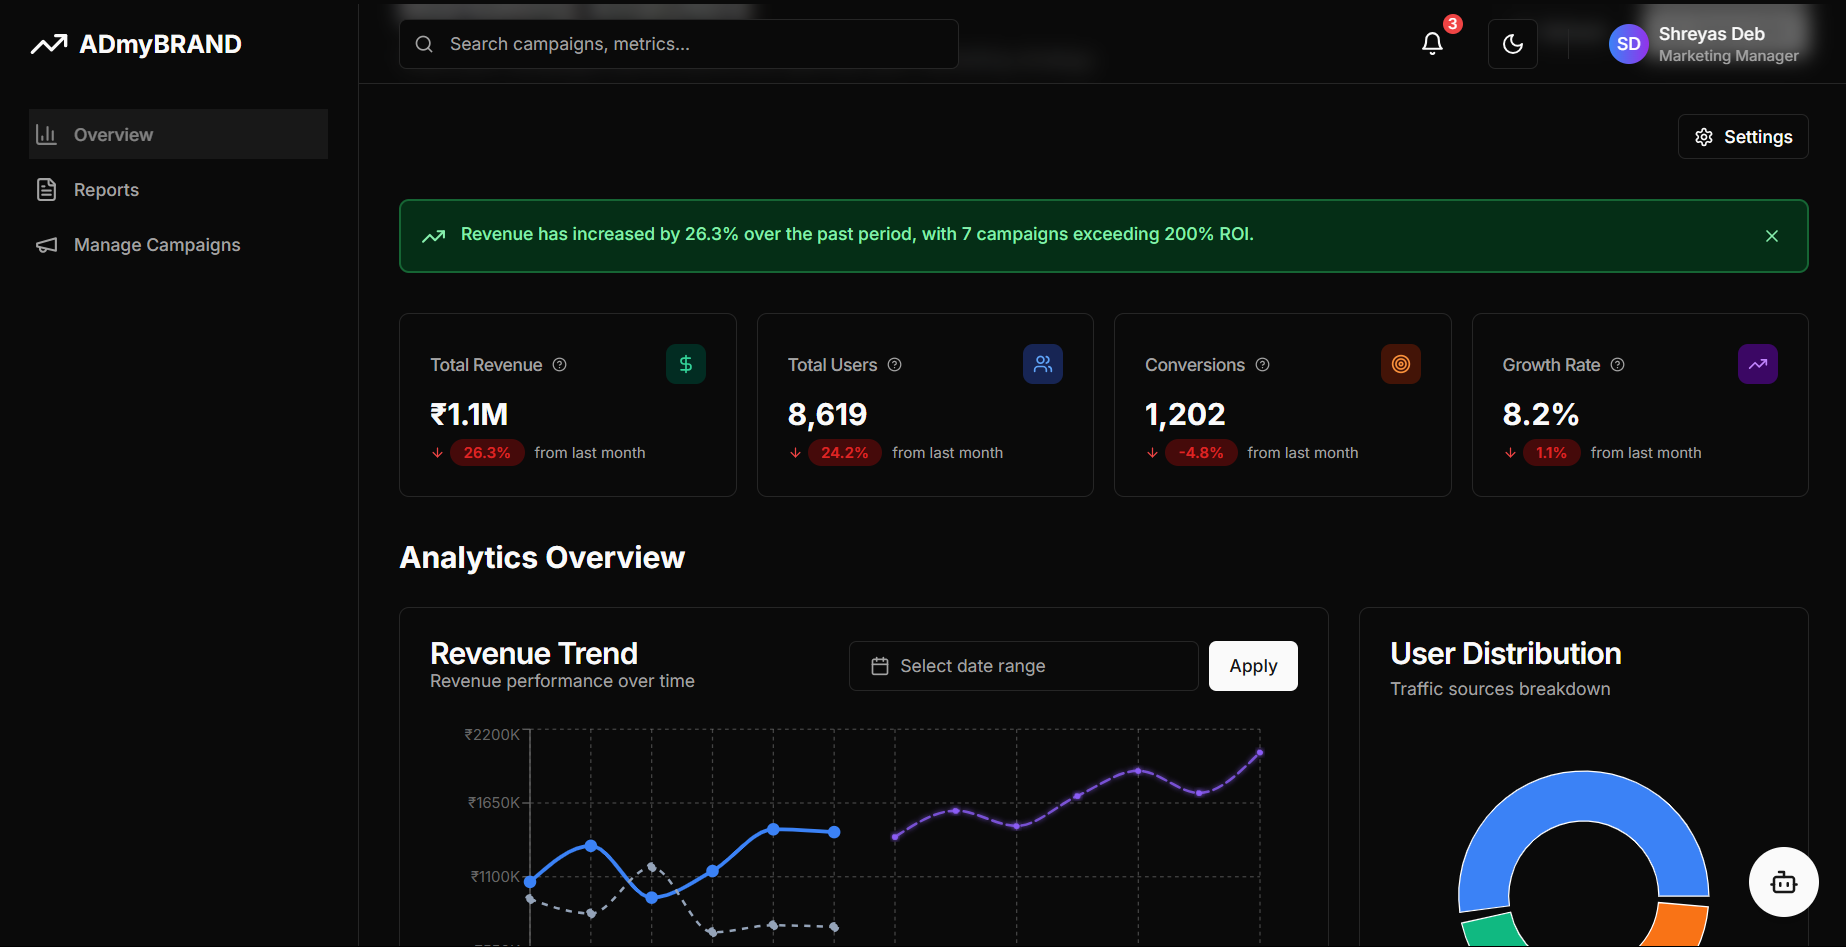 ADmyBRAND
Search campaigns, metrics...
3
SD
Shreyas Deb
Marketing Manager
Overview
Reports
Manage Campaigns
Settings
Revenue has increased by 26.3% over the past period, with 7 campaigns exceeding 200% ROI.
Total Revenue
₹1.1M
26.3% from last month
Total Users
8,619
24.2% from last month
Conversions
1,202
-4.8% from last month
Growth Rate
8.2%
1.1% from last month
Analytics Overview
Revenue Trend
Revenue performance over time
Select date range
Apply
₹2200K
₹1650K
₹1100K
User Distribution
Traffic sources breakdown